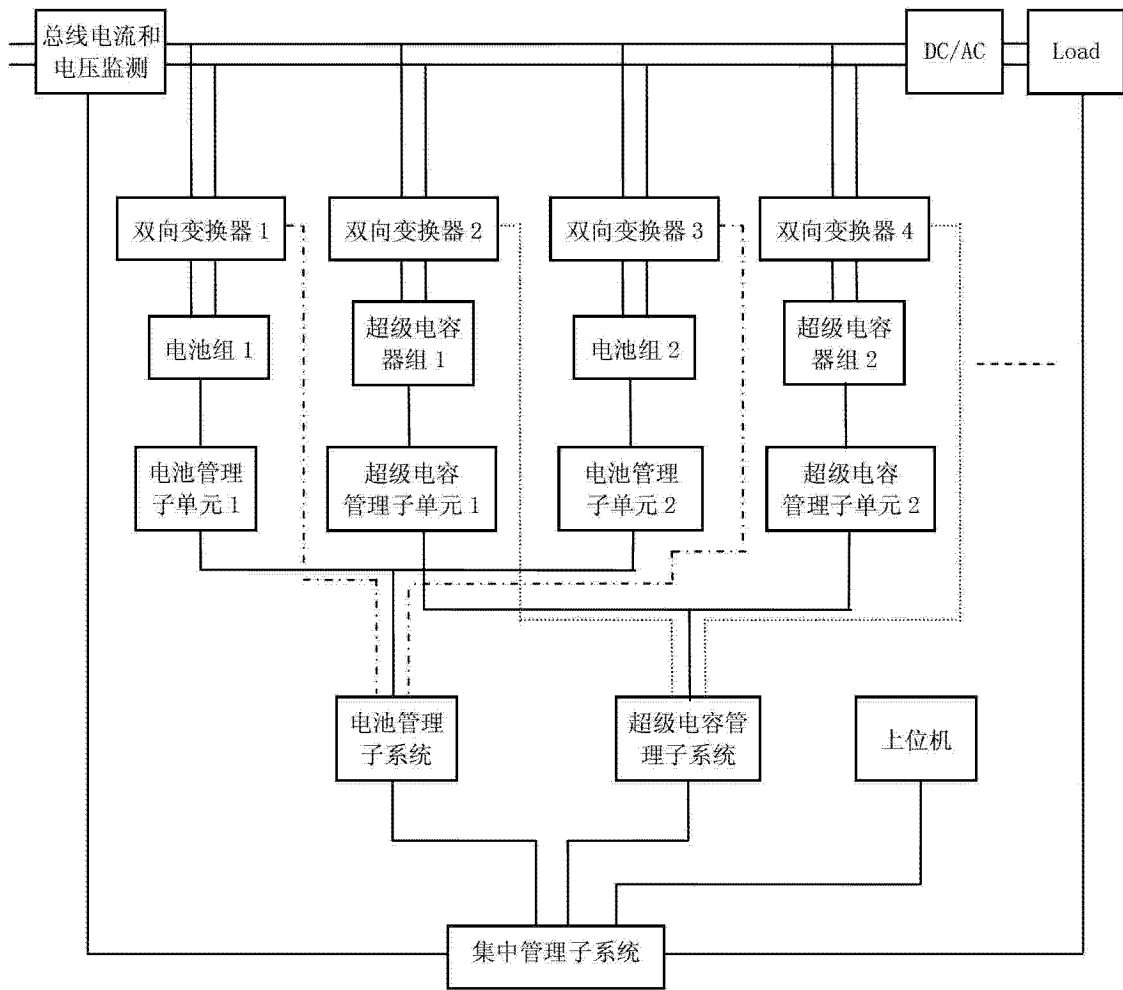 总线电流和
电压监测
DC/AC
Load
双向变换器1
双向变换器2
双向变换器3
双向变换器4
电池组1
超级电容
器组1
电池组2
超级电容
器组2
电池管理
子单元1
超级电容
管理子单元1
电池管理
子单元2
超级电容
管理子单元2
电池管理
子系统
超级电容管
理子系统
上位机
集中管理子系统